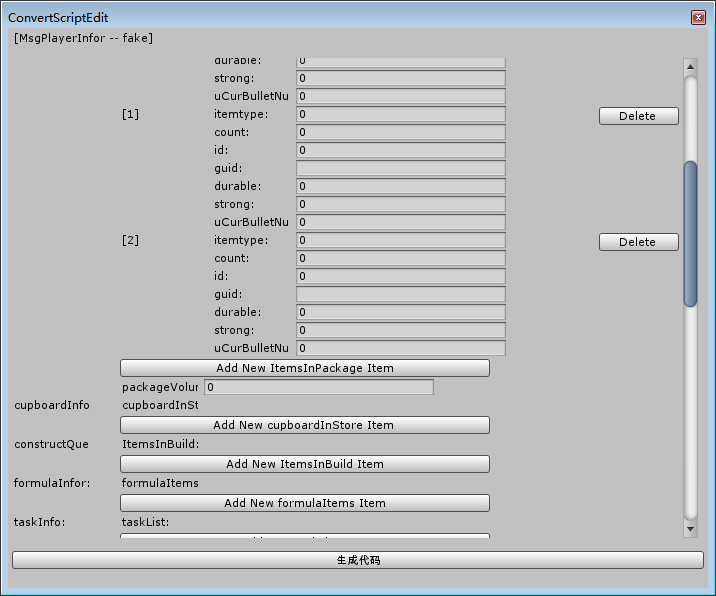 ConvertScriptEdit
[MsgPlayerInfor -- fake]
durable: 0
strong: 0
uCurBulletNu 0
[1] itemtype: 0 Delete
count: 0
id: 0
guid:
durable: 0
strong: 0
uCurBulletNu 0
[2] itemtype: 0 Delete
count: 0
id: 0
guid:
durable: 0
strong: 0
uCurBulletNu 0
Add New ItemsInPackage Item
packageVolur 0
cupboardInfo cupboardInSt
Add New cupboardInStore Item
constructQue ItemsInBuild:
Add New ItemsInBuild Item
formulaInfor: formulaItems
Add New formulaItems Item
taskInfo: taskList:
生成代码